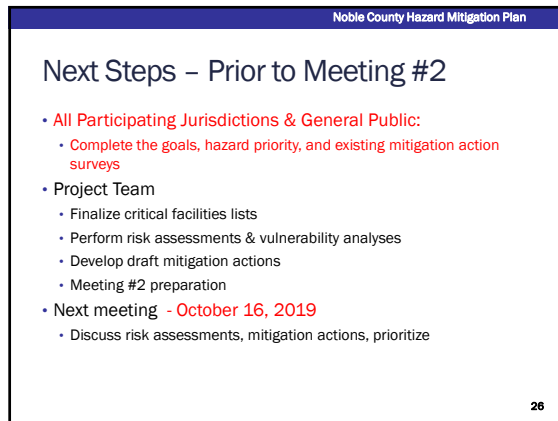 Noble County Hazard Mitigation Plan
Next Steps – Prior to Meeting #2
• All Participating Jurisdictions & General Public:
• Complete the goals, hazard priority, and existing mitigation action
surveys
• Project Team
• Finalize critical facilities lists
• Perform risk assessments & vulnerability analyses
• Develop draft mitigation actions
• Meeting #2 preparation
• Next meeting - October 16, 2019
• Discuss risk assessments, mitigation actions, prioritize
26